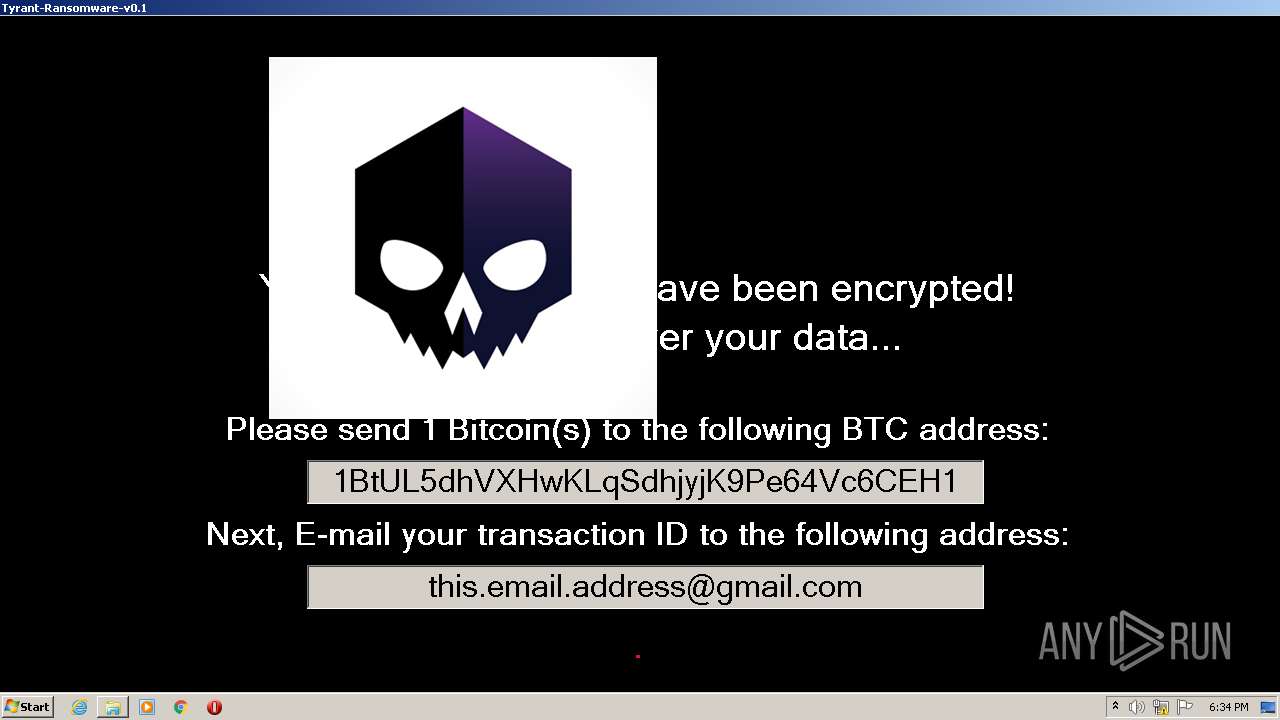 Tyrant-Ransomware-v0.1
ave been encrypted!
er your data...
Please send 1 Bitcoin(s) to the following BTC address:
1BtUL5dhVXHwKLqSdhjyjK9Pe64Vc6CEH1
Next, E-mail your transaction ID to the following address:
this.email.address@gmail.com
ANY RUN
Start
6:34 PM